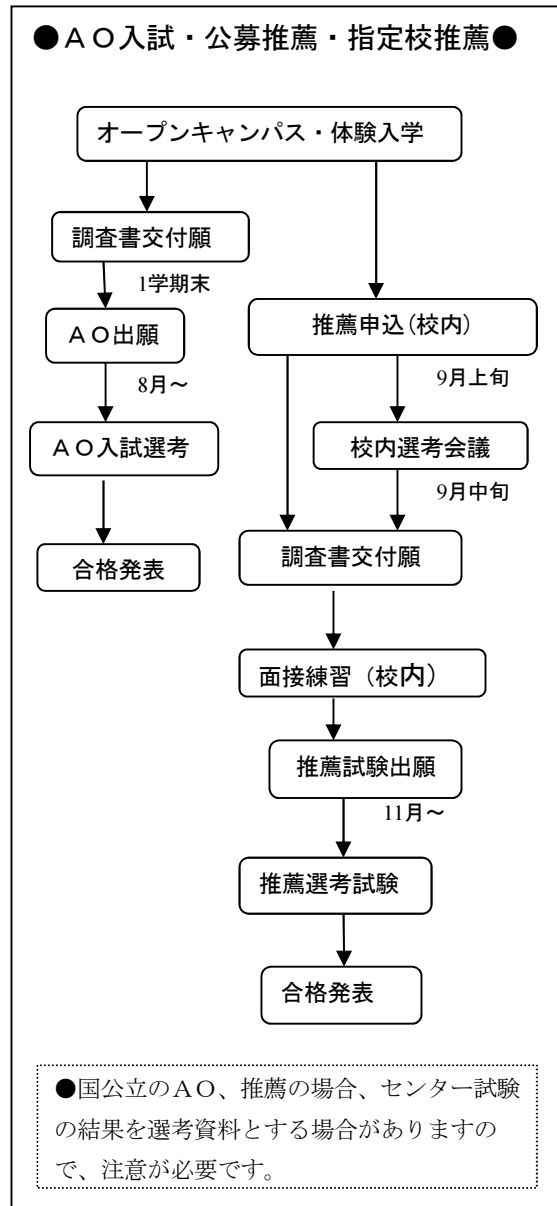 ●ＡＯ入試・公募推薦・指定校推薦●
オープンキャンパス・体験入学
調査書交付願
1学期末
ＡＯ出願
8月～
ＡＯ入試選考
合格発表
推薦申込（校内）
9月上旬
校内選考会議
9月中旬
調査書交付願
面接練習（校内）
推薦試験出願
11月～
推薦選考試験
合格発表
●国公立のＡＯ、推薦の場合、センター試験
の結果を選考資料とする場合がありますの
で、注意が必要です。